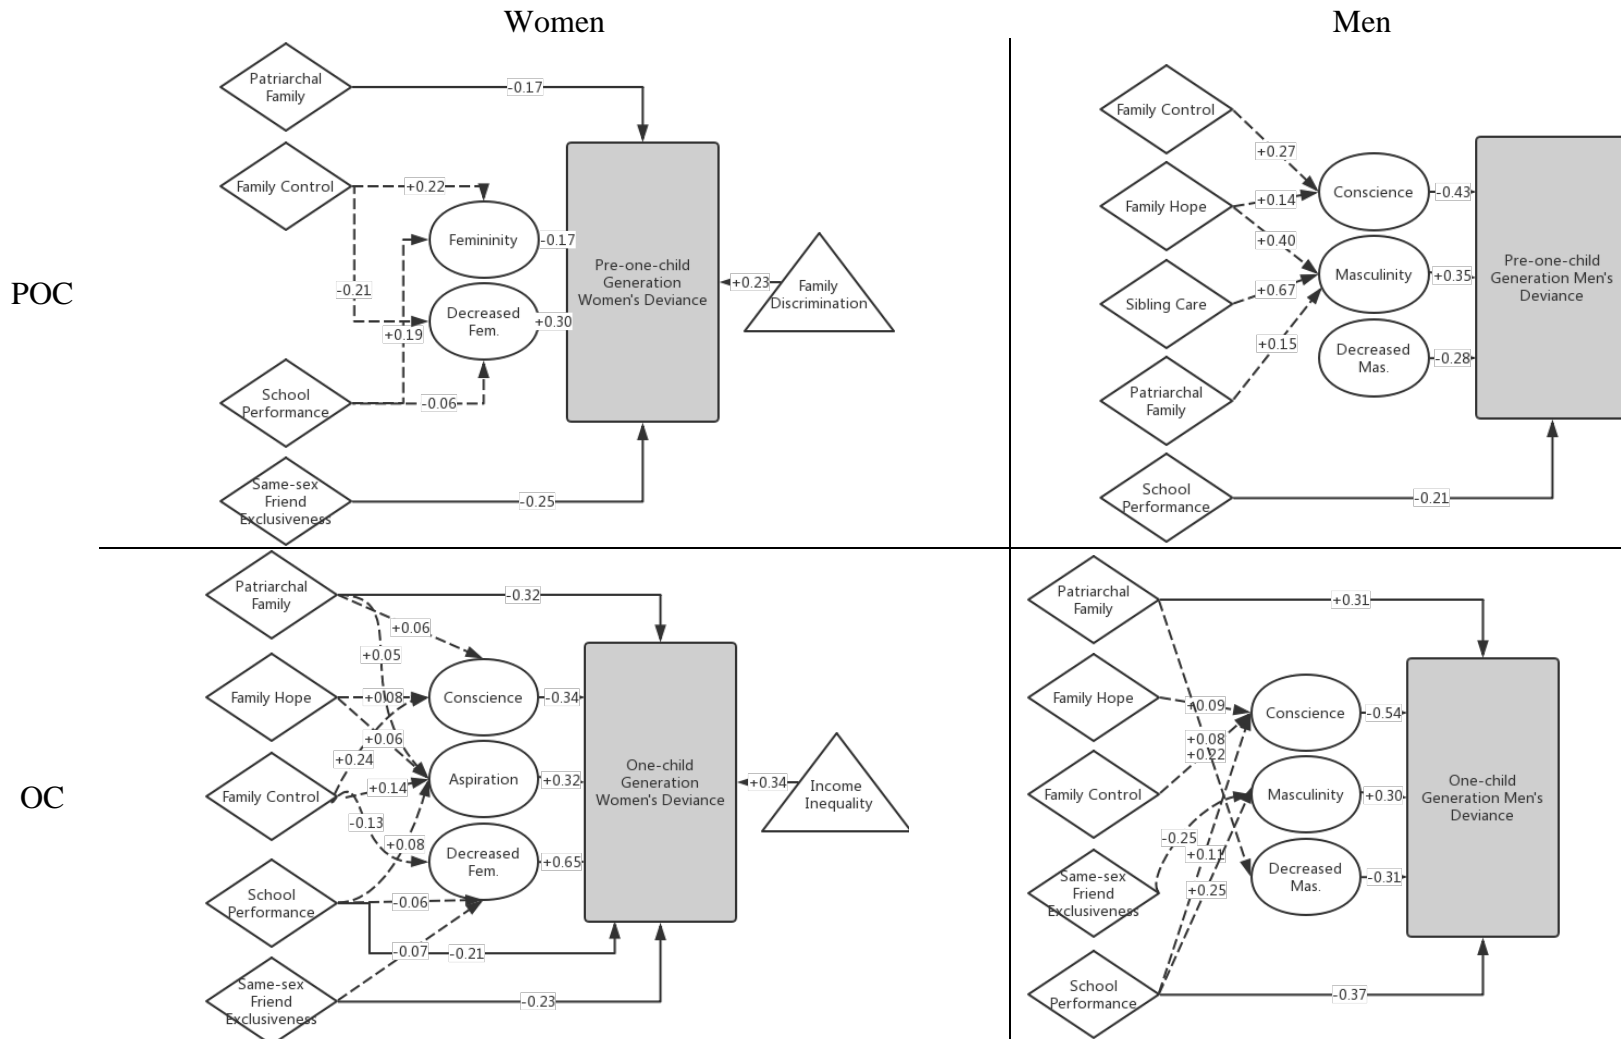 Women
Men
POC
Patriarchal
Family
-0.17
Family Control
+0.22
Femininity
-0.17
-0.21
Decreased
Fem.
+0.30
+0.19
School
Performance
-0.06
Same-sex
Friend
Exclusiveness
-0.25
Pre-one-child
Generation
Women's Deviance
+0.23
Family
Discrimination
Family Control
+0.27
Family Hope
+0.14
+0.40
Sibling Care
+0.67
+0.15
Patriarchal
Family
Conscience
-0.43
Masculinity
+0.35
Decreased
Mas.
-0.28
Pre-one-child
Generation Men's
Deviance
School
Performance
-0.21
OC
Patriarchal
Family
-0.32
+0.06
+0.05
Family Hope
+0.08
+0.06
+0.24
Family Control
+0.14
-0.13
+0.08
School
Performance
-0.06
-0.07
-0.21
Same-sex
Friend
Exclusiveness
-0.23
Conscience
-0.34
Aspiration
+0.32
Decreased
Fem.
+0.65
One-child
Generation
Women's Deviance
+0.34
Income
Inequality
Patriarchal
Family
+0.31
Family Hope
+0.09
+0.08
+0.22
Family Control
-0.25
+0.11
Same-sex
Friend
Exclusiveness
+0.25
School
Performance
-0.37
Conscience
-0.54
Masculinity
+0.30
Decreased
Mas.
-0.31
One-child
Generation Men's
Deviance